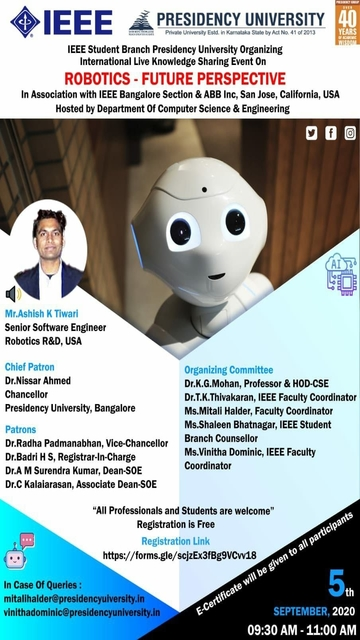 IEEE
PRESIDENCY UNIVERSITY
Private University Estd. in Karnataka State by Act No. 41 of 2013
OVER
40
YEARS
IEEE Student Branch Presidency University Organizing
International Live Knowledge Sharing Event On
ROBOTICS - FUTURE PERSPECTIVE
In Association with IEEE Bangalore Section & ABB Inc, San Jose, California, USA
Hosted by Department Of Computer Science & Engineering
AI
Mr.Ashish K Tiwari
Senior Software Engineer
Robotics R&D, USA
Chief Patron
Dr.Nissar Ahmed
Chancellor
Presidency University, Bangalore
Patrons
Dr.Radha Padmanabhan, Vice-Chancellor
Dr.Badri H S, Registrar-In-Charge
Dr.A M Surendra Kumar, Dean-SOE
Dr.C Kalaiarasan, Associate Dean-SOE
Organizing Committee
Dr.K.G.Mohan, Professor & HOD-CSE
Dr.T.K.Thivakaran, IEEE Faculty Coordinator
Ms.Mitali Halder, Faculty Coordinator
Ms.Shaleen Bhatnagar, IEEE Student
Branch Counsellor
Ms.Vinitha Dominic, IEEE Faculty
Coordinator
“All Professionals and Students are welcome”
Registration is Free
Registration Link
https://forms.gle/scjzEx3fBg9VCvv18
E-Certificate will be given to all participants
In Case Of Queries :
mitalihalder@presidencyuniversity.in
vinithadominic@presidencyuniversity.in
5th
SEPTEMBER, 2020
09:30 AM - 11:00 AM